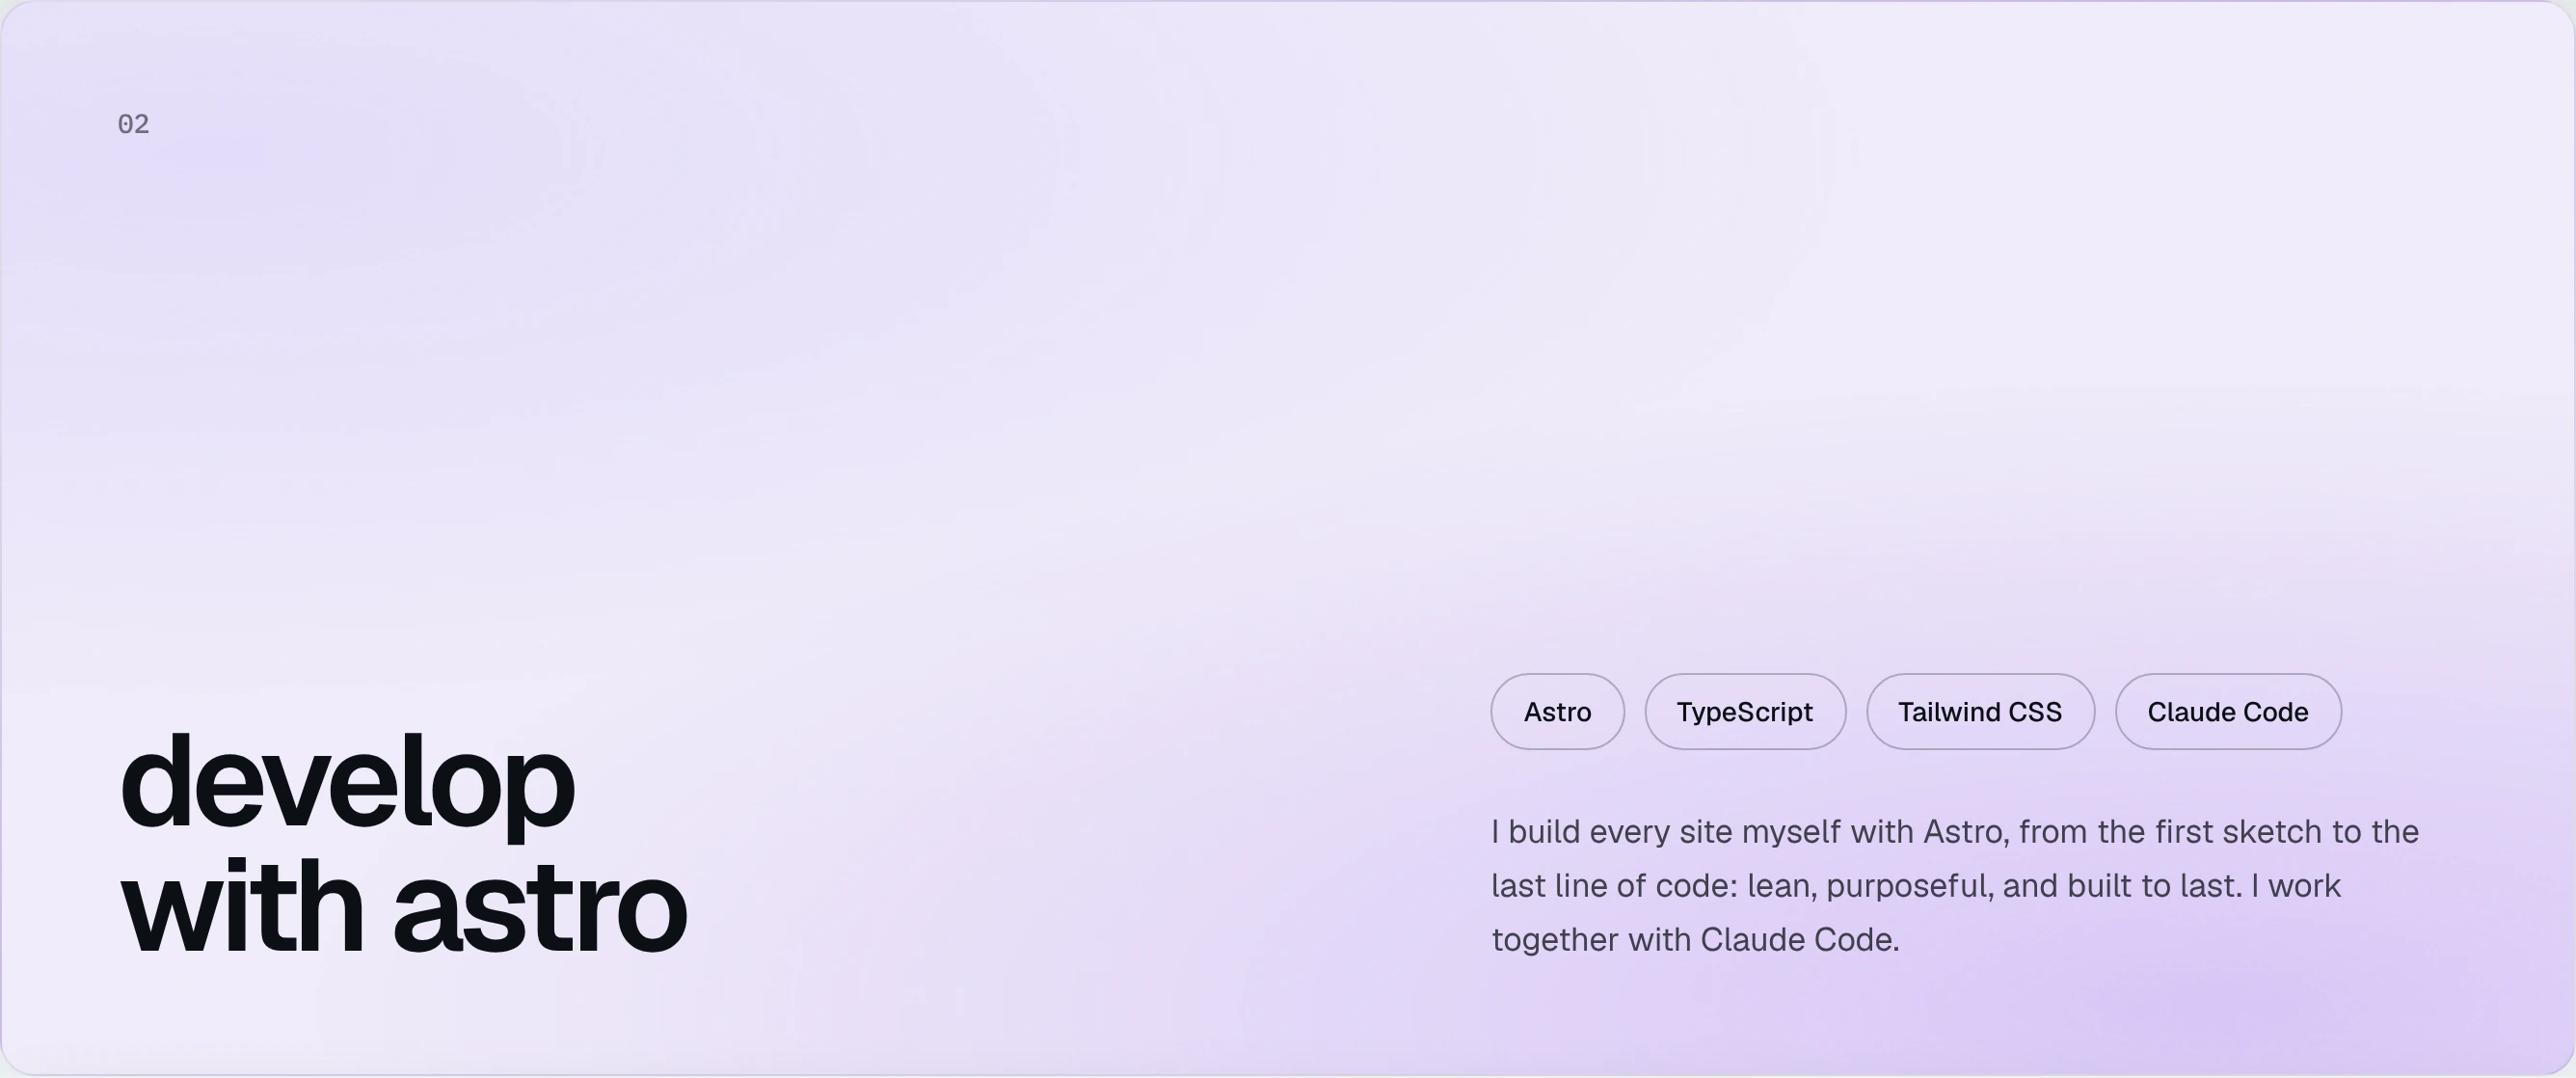 02
develop
with astro
Astro
TypeScript
Tailwind CSS
Claude Code
I build every site myself with Astro, from the first sketch to the
last line of code: lean, purposeful, and built to last. I work
together with Claude Code.